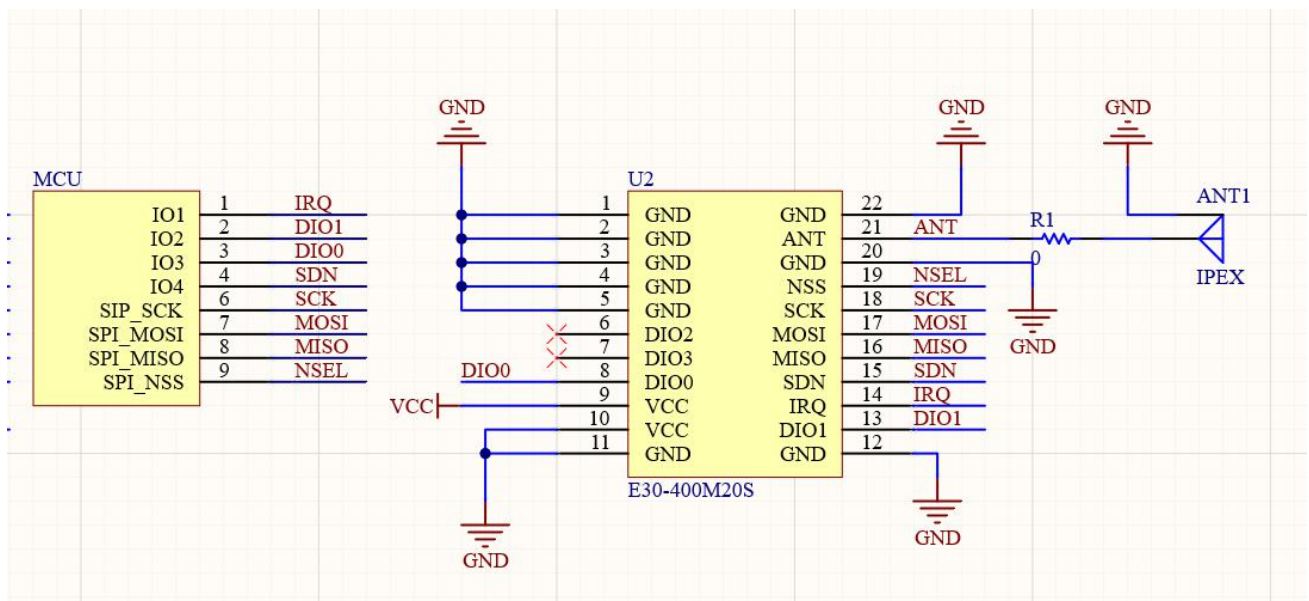 GND
GND
GND
MCU
U2
ANT1
IO1 1 IRQ
IO2 2 DIO1
IO3 3 DIO0
IO4 4 SDN
SIP_SCK 6 SCK
SPI_MOSI 7 MOSI
SPI_MISO 8 MISO
SPI_NSS 9 NSEL
1 GND GND 22
2 GND ANT 21 ANT R1
3 GND GND 20 0
4 GND NSS 19 NSEL
5 GND SCK 18 SCK
6 DIO2 MOSI 17 MOSI
7 DIO3 MISO 16 MISO
DIO0 8 DIO0 SDN 15 SDN
VCC 9 VCC IRQ 14 IRQ
10 VCC DIO1 13 DIO1
11 GND GND 12
IPEX
GND
E30-400M20S
GND
GND